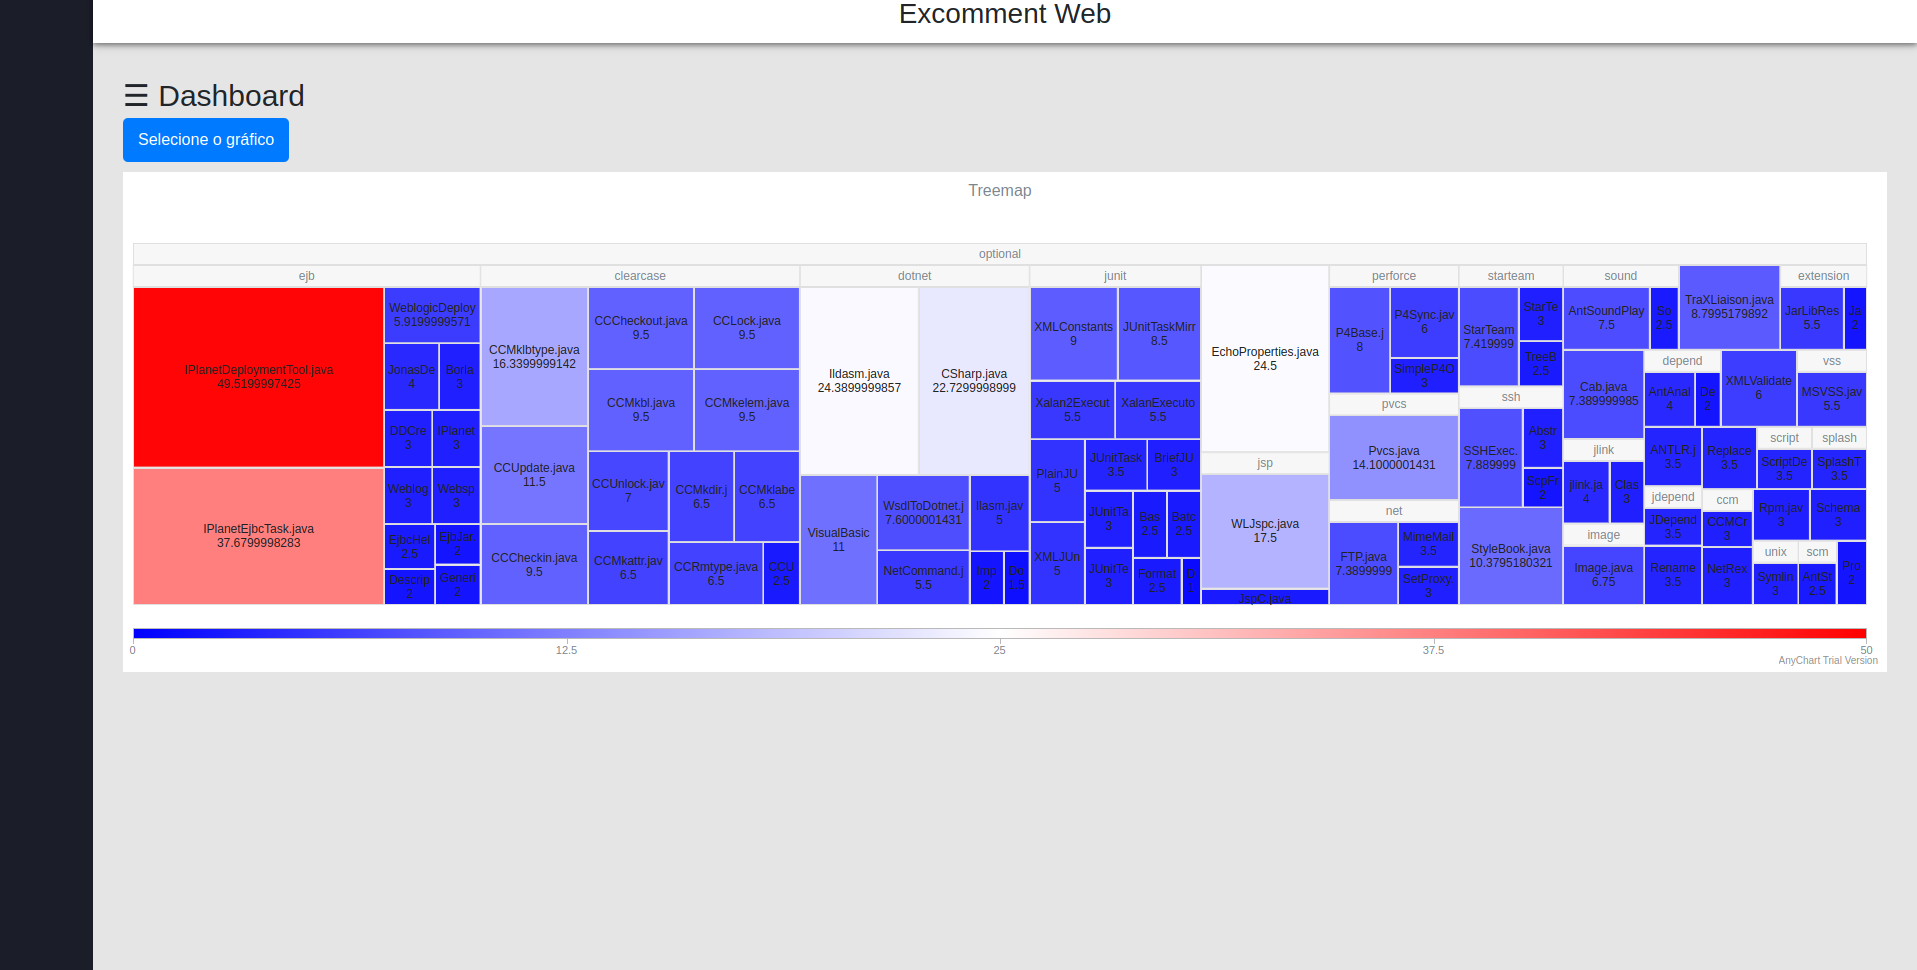 Excomment Web
☰ Dashboard
Selecione o gráfico
Treemap
optional
ejb
IPlanetDeploymentTool.java
49.5199997425
IPlanetEjbcTask.java
37.6799998283
WeblogicDeploy
5.9199999571
JonasDe
4
Borla
3
DDCre
3
IPlanet
3
Weblog
3
Websp
3
EjbcHel
2.5
EjbJar.
2
Descrip
2
Generi
2
clearcase
CCMklbtype.java
16.3399999142
CCUpdate.java
11.5
CCCheckin.java
9.5
CCCheckout.java
9.5
CCLock.java
9.5
CCMkbl.java
9.5
CCMkelem.java
9.5
CCUnlock.jav
7
CCMkattr.jav
6.5
CCMkdir.j
6.5
CCMklabe
6.5
CCRmtype.java
6.5
CCU
2.5
dotnet
Ildasm.java
24.3899999857
CSharp.java
22.7299998999
VisualBasic
11
WsdlToDotnet.j
7.6000001431
NetCommand.j
5.5
Ilasm.jav
5
Imp
2
Do
1.5
junit
XMLConstants
9
JUnitTaskMirr
8.5
Xalan2Execut
5.5
XalanExecuto
5.5
PlainJU
5
XMLJUn
5
JUnitTask
3.5
BriefJU
3
JUnitTa
3
JUnitTe
3
Bas
2.5
Batc
2.5
Format
2.5
EchoProperties.java
24.5
jsp
WLJspc.java
17.5
JspC.java
perforce
P4Base.j
8
P4Sync.jav
6
SimpleP4O
3
pvcs
Pvcs.java
14.1000001431
net
FTP.java
7.3899999
MimeMail
3.5
SetProxy.
3
starteam
StarTeam
7.419999
StarTe
3
TreeB
2.5
ssh
SSHExec.
7.889999
Abstr
3
ScpFr
2
StyleBook.java
10.3795180321
sound
AntSoundPlay
7.5
So
2.5
Cab.java
7.389999985
jlink
jlink.ja
4
Clas
3
image
Image.java
6.75
TraXLiaison.java
8.7995179892
extension
JarLibRes
5.5
Ja
2
depend
AntAnal
4
De
2
XMLValidate
6
vss
MSVSS.jav
5.5
ANTLR.j
3.5
jdepend
JDepend
3.5
Rename
3.5
Replace
3.5
ccm
CCMCr
3
NetRex
3
script
ScriptDe
3.5
splash
SplashT
3.5
Rpm.jav
3
Schema
3
unix
Symlin
3
scm
AntSt
2.5
Pro
2
0
12.5
25
37.5
50
AnyChart Trial Version